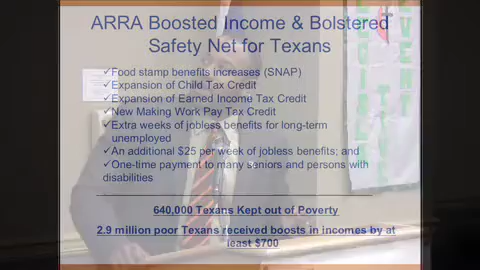 ARRA Boosted Income & Bolstered
Safety Net for Texans
✓Food stamp benefits increases (SNAP)
✓Expansion of Child Tax Credit
✓Expansion of Earned Income Tax Credit
✓New Making Work Pay Tax Credit
✓Extra weeks of jobless benefits for long-term
unemployed
✓An additional $25 per week of jobless benefits; and
✓One-time payment to many seniors and persons with
disabilities
640,000 Texans Kept out of Poverty
2.9 million poor Texans received boosts in incomes by at
least $700